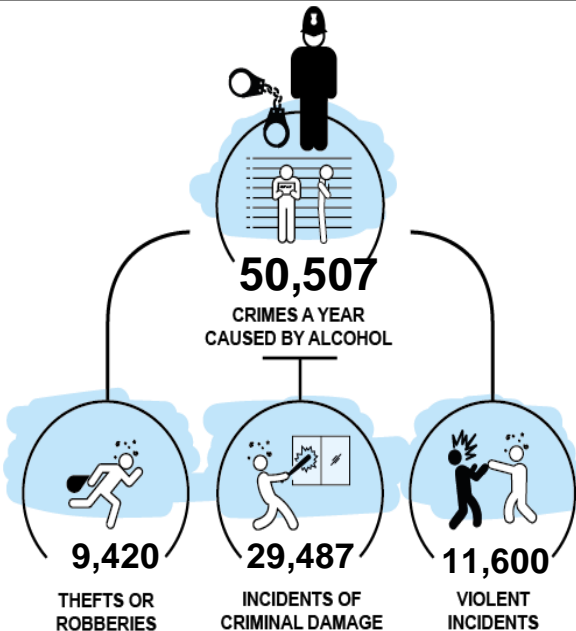 50,507
CRIMES A YEAR
CAUSED BY ALCOHOL
9,420
THEFTS OR
ROBBERIES
29,487
INCIDENTS OF
CRIMINAL DAMAGE
11,600
VIOLENT
INCIDENTS